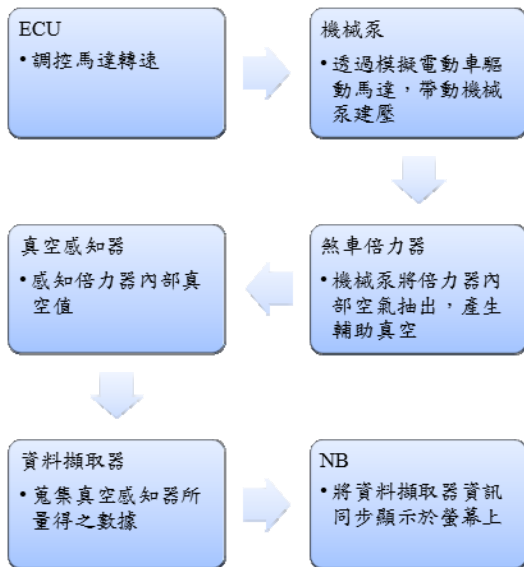 ECU
•調控馬達轉速
機械泵
•透過模擬電動車驅
動馬達，帶動機械
泵建壓
煞車倍力器
•機械泵將倍力器內
部空氣抽出，產生
輔助真空
真空感知器
•感知倍力器內部真
空值
資料擷取器
•蒐集真空感知器所
量得之數據
NB
•將資料擷取器資訊
同步顯示於螢幕上